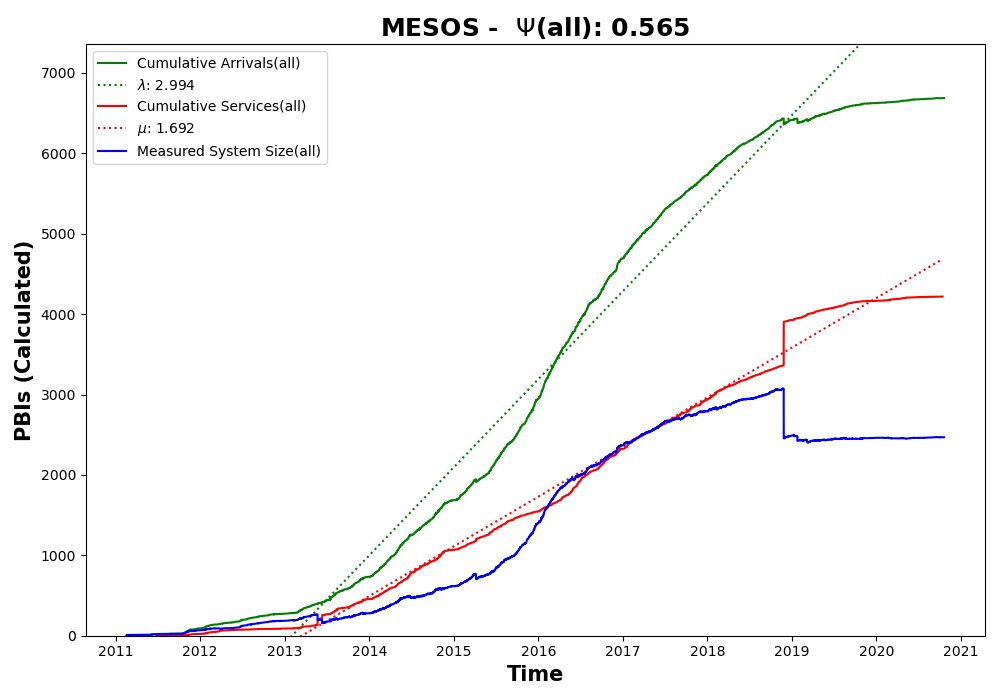 MESOS - Ψ(all): 0.565
Cumulative Arrivals(all)
λ: 2.994
Cumulative Services(all)
μ: 1.692
Measured System Size(all)
PBIs (Calculated)
7000
6000
5000
4000
3000
2000
1000
0
2011 2012 2013 2014 2015 2016 2017 2018 2019 2020 2021
Time